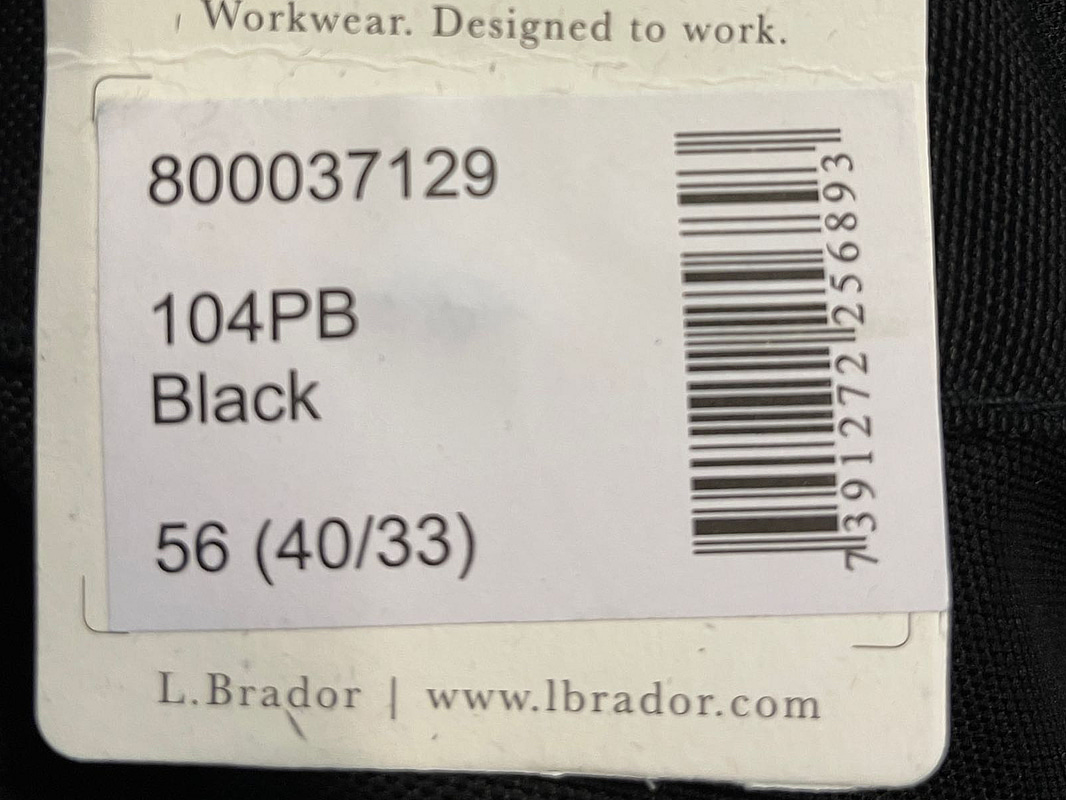 Workwear. Designed to work.
800037129
104PB
Black
56 (40/33)
7391272256893
L.Brador | www.lbrador.com